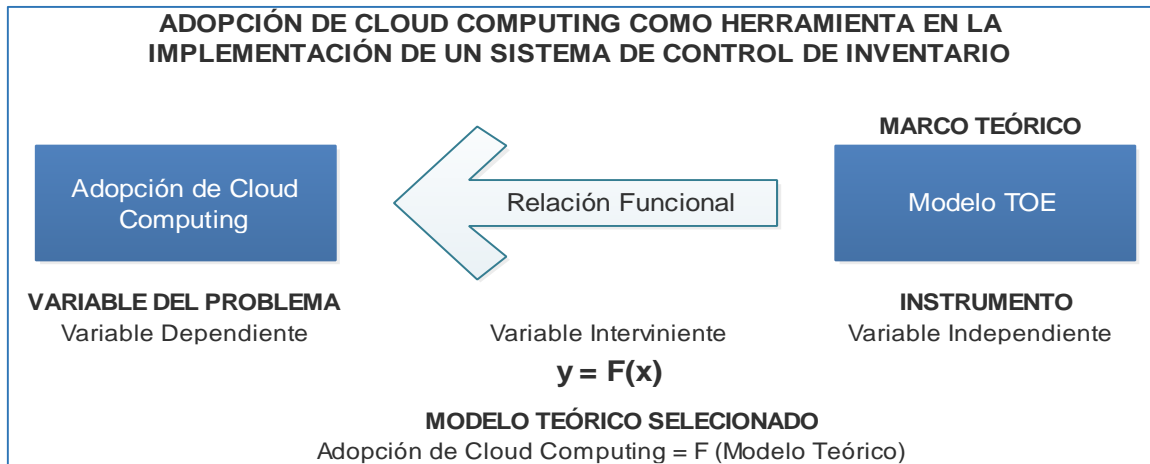 ADOPCIÓN DE CLOUD COMPUTING COMO HERRAMIENTA EN LA
IMPLEMENTACIÓN DE UN SISTEMA DE CONTROL DE INVENTARIO
MARCO TEÓRICO
Adopción de Cloud
Computing
Relación Funcional
Modelo TOE
VARIABLE DEL PROBLEMA
Variable Dependiente
Variable Interviniente
INSTRUMENTO
Variable Independiente
y = F(x)
MODELO TEÓRICO SELECIONADO
Adopción de Cloud Computing = F (Modelo Teórico)